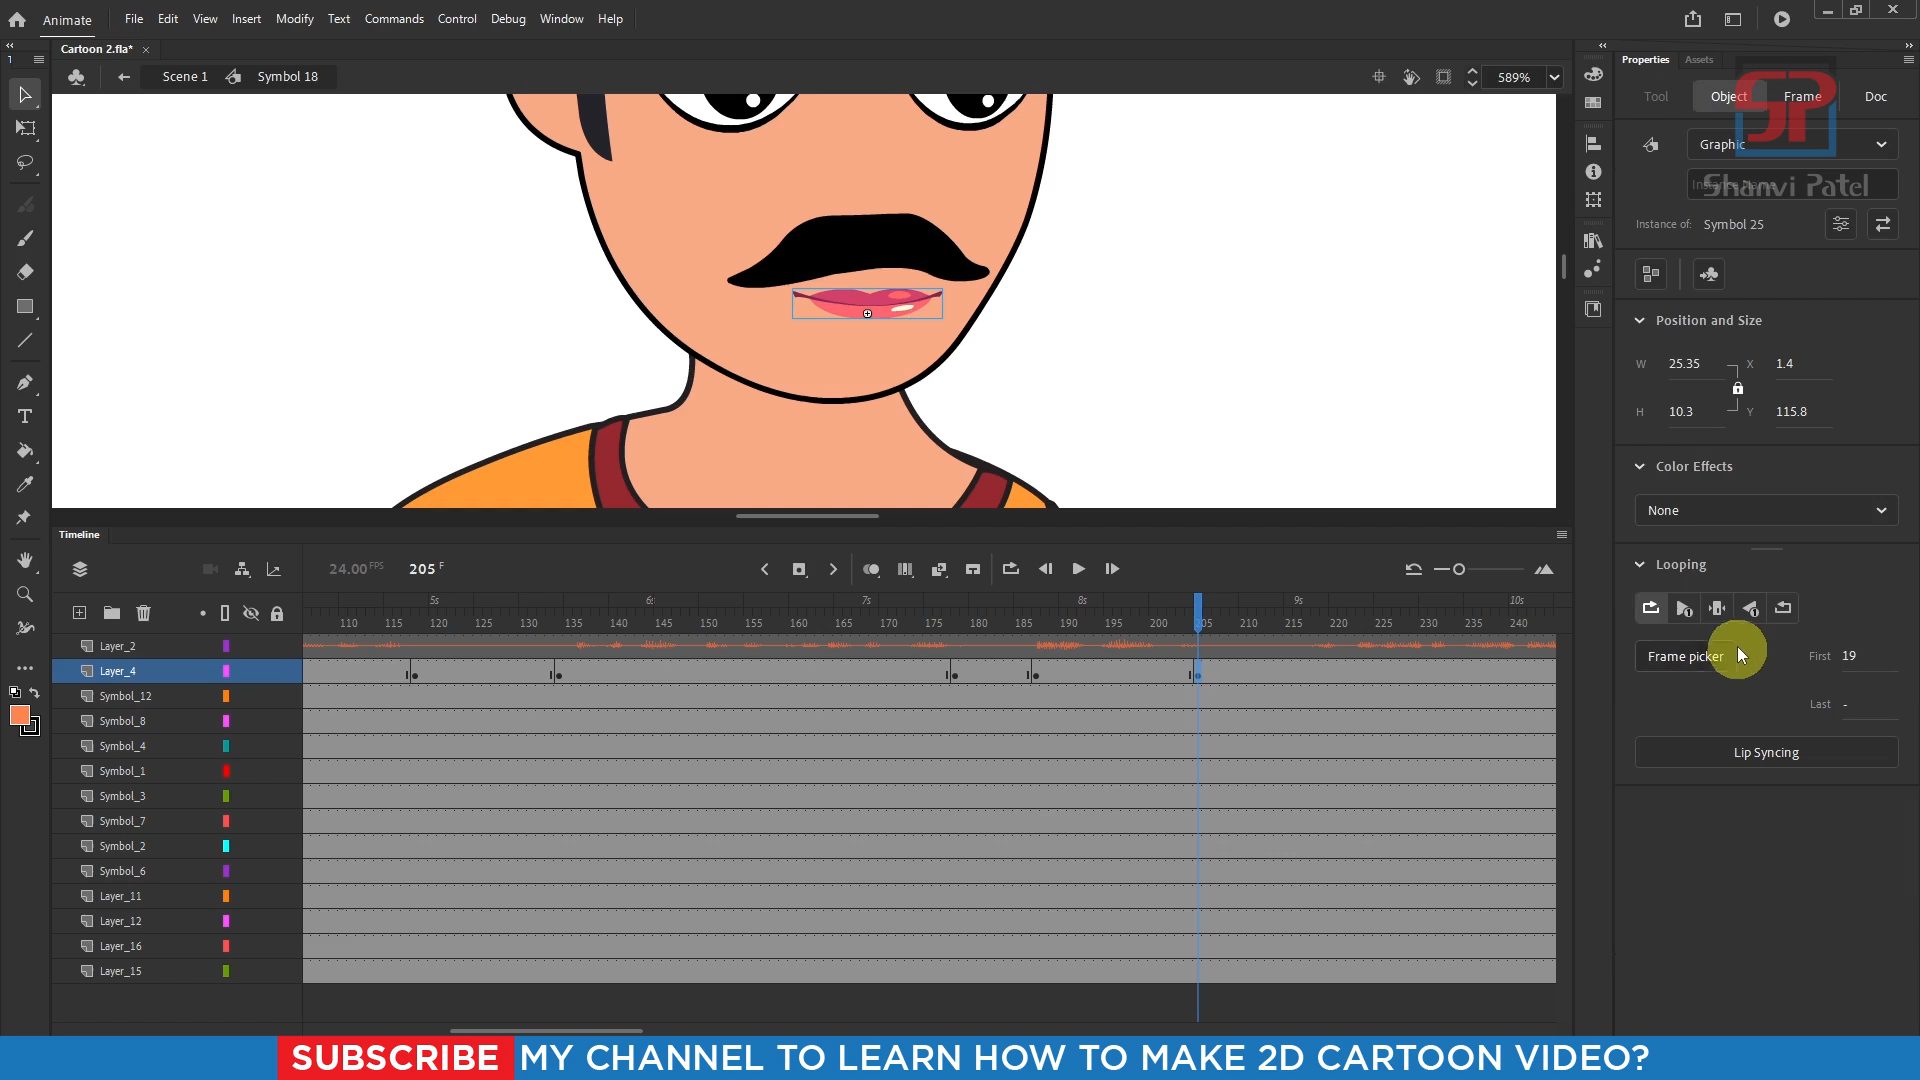 Animate File Edit View Insert Modify Text Commands Control Debug Window Help
Cartoon 2.fla* ×
Scene 1 Symbol 18
589%
Properties Assets
Tool Object Frame Doc
Graphic
Instance Name
Shanvi Patel
Instance of: Symbol 25
Position and Size
W 25.35 X 1.4
H 10.3 Y 115.8
Color Effects
None
Looping
Frame picker First 19
Last -
Lip Syncing
Timeline
24.00 FPS 205 F
5s 6s 7s 8s 9s 10s
110 115 120 125 130 135 140 145 150 155 160 165 170 175 180 185 190 195 200 205 210 215 220 225 230 235 240
Layer_2
Layer_4
Symbol_12
Symbol_8
Symbol_4
Symbol_1
Symbol_3
Symbol_7
Symbol_2
Symbol_6
Layer_11
Layer_12
Layer_16
Layer_15
SUBSCRIBE MY CHANNEL TO LEARN HOW TO MAKE 2D CARTOON VIDEO?